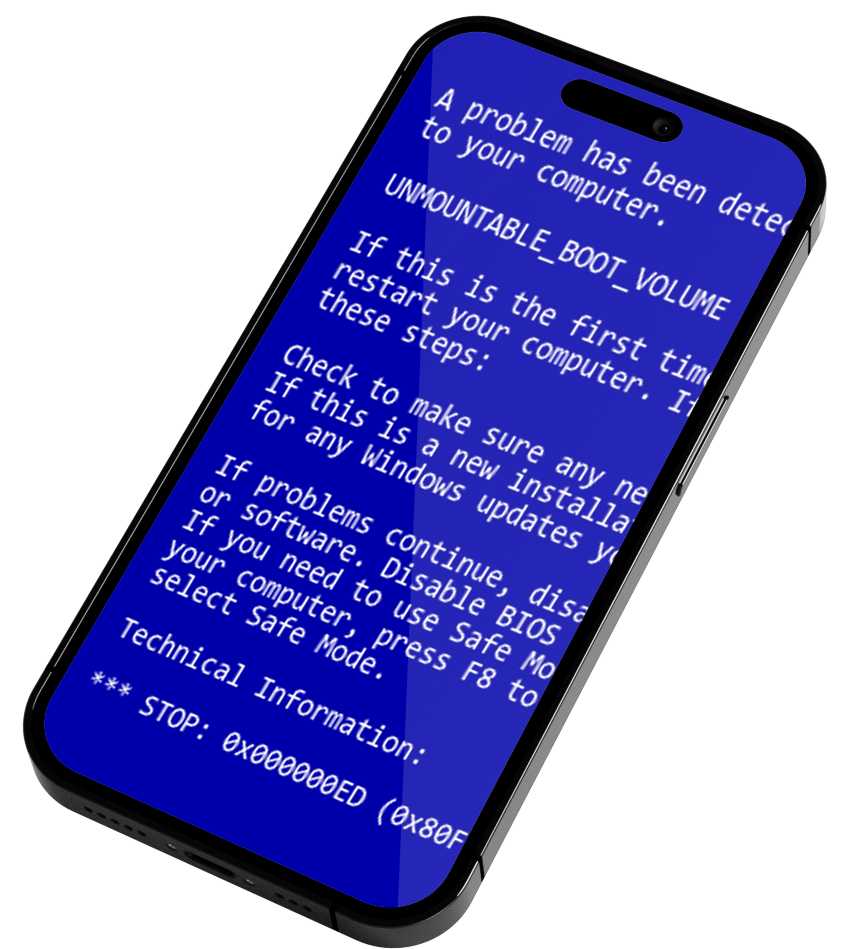 A problem has been detec
to your computer.
UNMOUNTABLE_BOOT_VOLUME
If this is the first time
restart your computer. If
these steps:
Check to make sure any ne
If this is a new installa
for any Windows updates yo
If problems continue, disa
or software. Disable BIOS
If you need to use Safe Mo
your computer, press F8 to
select Safe Mode.
Technical Information:
*** STOP: 0x000000ED (0x80F